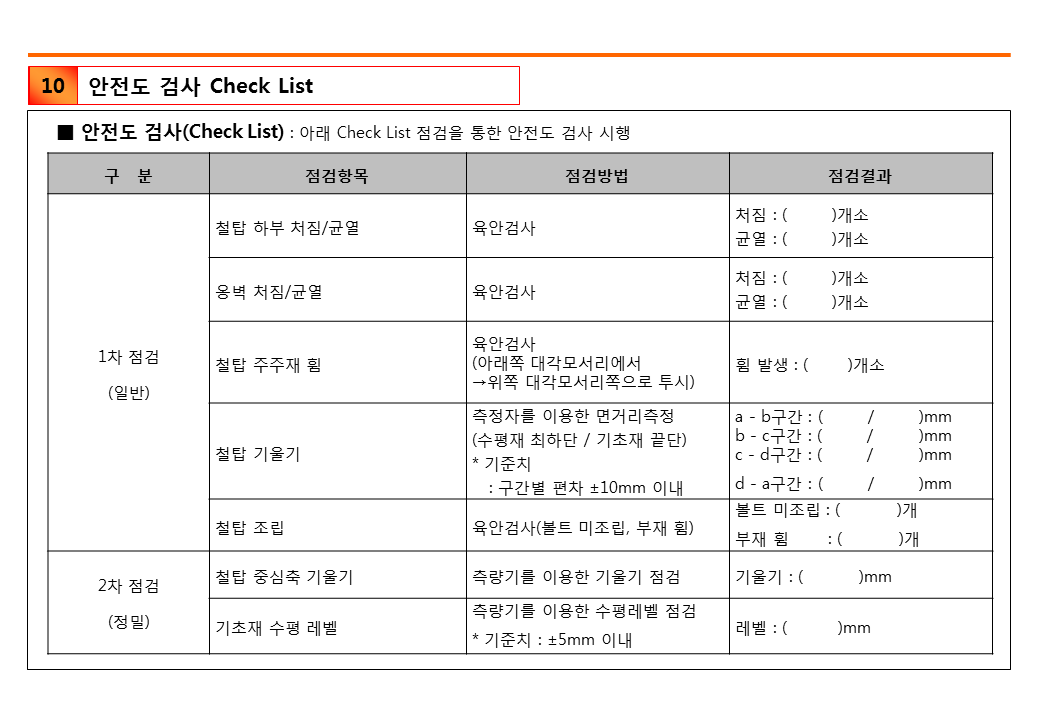 10 안전도 검사 Check List
■ 안전도 검사(Check List) : 아래 Check List 점검을 통한 안전도 검사 시행
구 분 점검항목 점검방법 점검결과
1차 점검
(일반)
철탑 하부 처짐/균열
육안검사
처짐 : ( )개소
균열 : ( )개소
옹벽 처짐/균열
육안검사
처짐 : ( )개소
균열 : ( )개소
철탑 주주재 휨
육안검사
(아래쪽 대각모서리에서
→위쪽 대각모서리쪽으로 투시)
휨 발생 : ( )개소
철탑 기울기
측정자를 이용한 면거리측정
(수평재 최하단 / 기초재 끝단)
* 기준치
: 구간별 편차 ±10mm 이내
a - b구간 : ( / )mm
b - c구간 : ( / )mm
c - d구간 : ( / )mm
d - a구간 : ( / )mm
철탑 조립
육안검사(볼트 미조립, 부재 휨)
볼트 미조립 : ( )개
부재 휨 : ( )개
2차 점검
(정밀)
철탑 중심축 기울기
측량기를 이용한 기울기 점검
기울기 : ( )mm
기초재 수평 레벨
측량기를 이용한 수평레벨 점검
* 기준치 : ±5mm 이내
레벨 : ( )mm